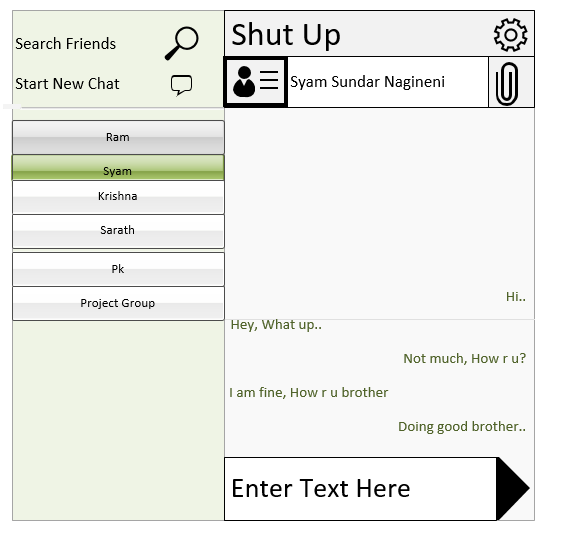 Search Friends
Start New Chat
Ram
Syam
Krishna
Sarath
Pk
Project Group
Shut Up
Syam Sundar Nagineni
Hi..
Hey, What up..
Not much, How r u?
I am fine, How r u brother
Doing good brother..
Enter Text Here